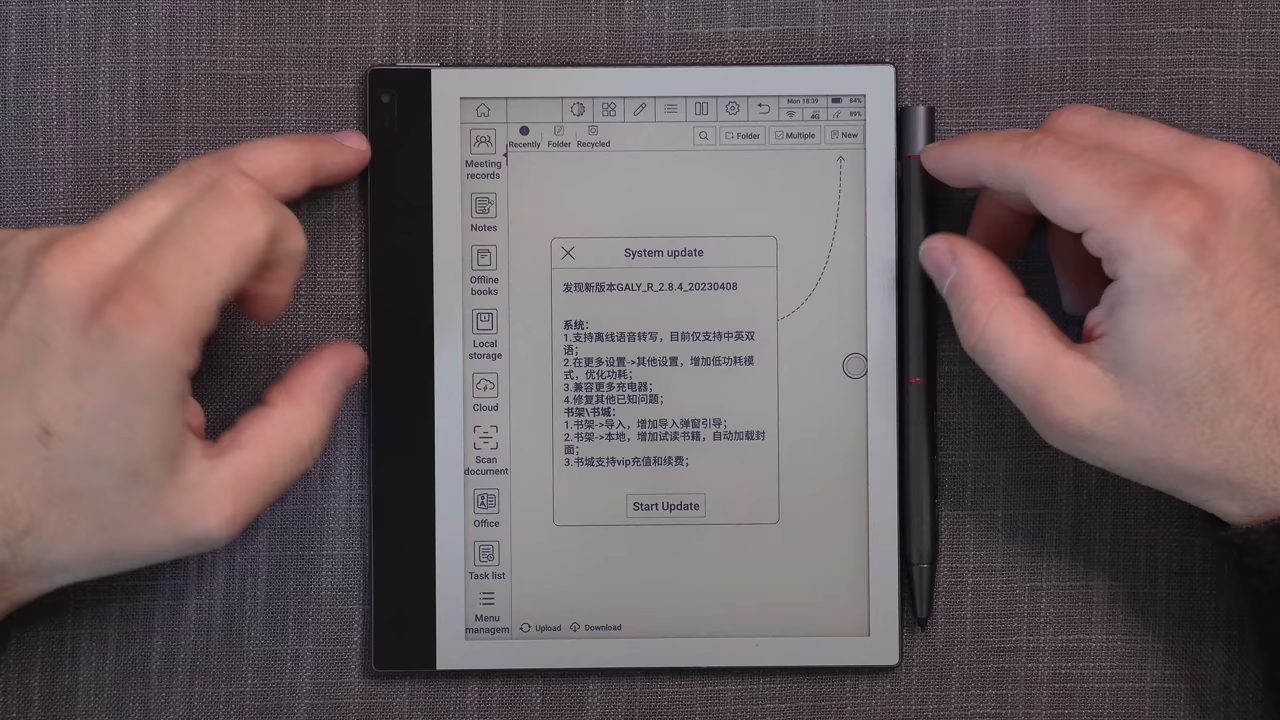 Mon 18:39
84%
4G
89%
Recently
Folder
Recycled
Folder
Multiple
New
Meeting
records
Notes
Offline
books
Local
storage
Cloud
Scan
document
Office
Task list
Menu
managem
System update
发现新版本GALY_R_2.8.4_20230408
系统：
1.支持离线语音转写，目前仅支持中英双
语；
2.在更多设置->其他设置，增加低功耗模
式，优化功耗；
3.兼容更多充电器；
4.修复其他已知问题；
书架\书城：
1.书架->导入，增加导入弹窗引导；
2.书架->本地，增加试读书籍，自动加载封
面；
3.书城支持vip充值和续费；
Start Update
Upload
Download